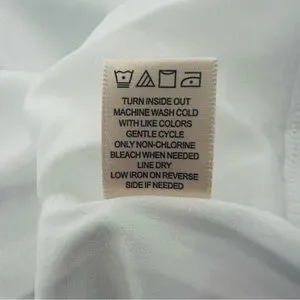 TURN INSIDE OUT
MACHINE WASH COLD
WITH LIKE COLORS
GENTLE CYCLE
ONLY NON-CHLORINE
BLEACH WHEN NEEDED
LINE DRY
LOW IRON ON REVERSE
SIDE IF NEEDED